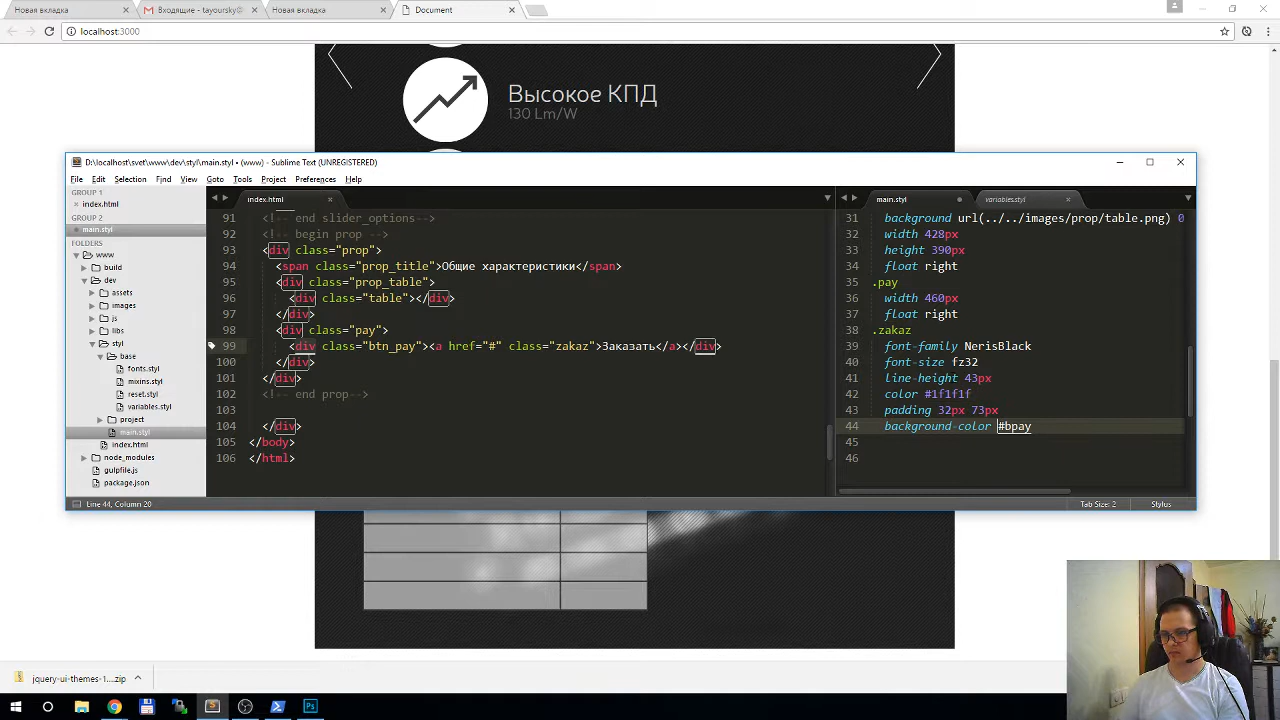 Новая вкладка
Входящие - tayoursky@
Новая вкладка
Document
localhost:3000
Высокое КПД
130 Lm/W
D:\localhost\svet\www\dev\styl\main.styl • (www) - Sublime Text (UNREGISTERED)
File Edit Selection Find View Goto Tools Project Preferences Help
GROUP 1
index.html
GROUP 2
main.styl
FOLDERS
www
build
dev
assets
images
js
libs
styl
base
fonts.styl
mixins.styl
reset.styl
variables.styl
project
main.styl
index.html
node_modules
gulpfile.js
package.json
index.html
91 <!-- end slider_options-->
92 <!-- begin prop -->
93 <div class="prop">
94 <span class="prop_title">Общие характеристики</span>
95 <div class="prop_table">
96 <div class="table"></div>
97 </div>
98 <div class="pay">
99 <div class="btn_pay"><a href="#" class="zakaz">Заказать</a></div>
100 </div>
101 </div>
102 <!-- end prop-->
103
104 </div>
105 </body>
106 </html>
main.styl
variables.styl
31 background url(../../images/prop/table.png) 0
32 width 428px
33 height 390px
34 float right
35 .pay
36 width 460px
37 float right
38 .zakaz
39 font-family NerisBlack
40 font-size fz32
41 line-height 43px
42 color #1f1f1f
43 padding 32px 73px
44 background-color #bpay
45
46
Line 44, Column 20
Tab Size: 2
Stylus
jquery-ui-themes-1....zip